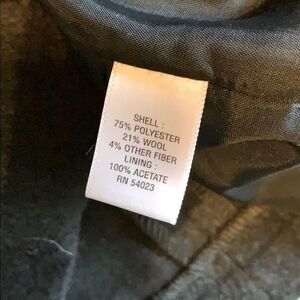 SHELL :
75% POLYESTER
21% WOOL
4% OTHER FIBER
LINING :
100% ACETATE
RN 54023